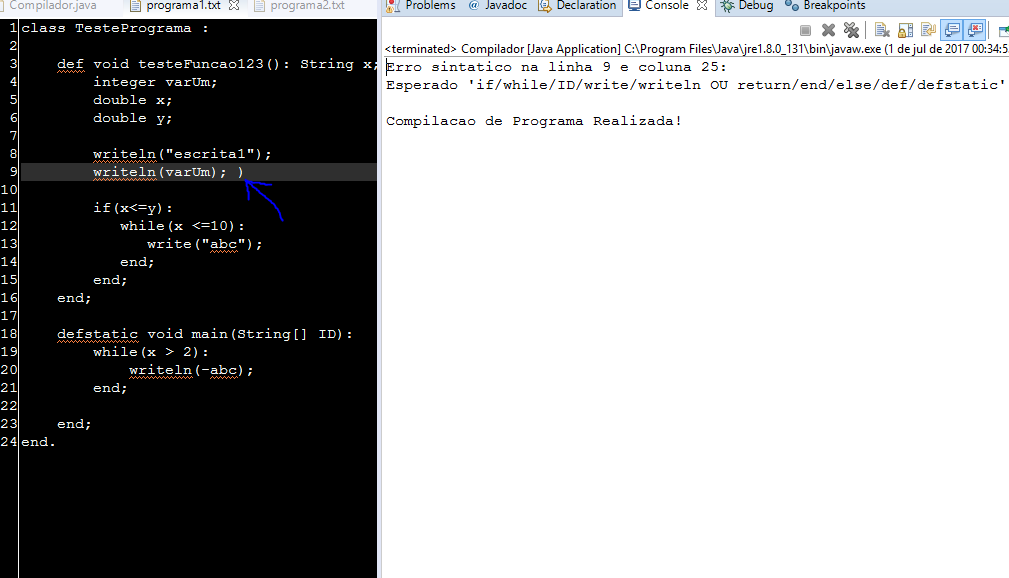 Compilador.java programa1.txt programa2.txt
Problems @ Javadoc Declaration Console Debug Breakpoints
<terminated> Compilador [Java Application] C:\Program Files\Java\jre1.8.0_131\bin\javaw.exe (1 de jul de 2017 00:34:5
1 class TestePrograma :
2
3 def void testeFuncao123(): String x;
4 integer varUm;
5 double x;
6 double y;
7
8 writeln("escrita1");
9 writeln(varUm); )
10
11 if(x<=y):
12 while(x <=10):
13 write("abc");
14 end;
15 end;
16 end;
17
18 defstatic void main(String[] ID):
19 while(x > 2):
20 writeln(-abc);
21 end;
22
23 end;
24 end.
Erro sintatico na linha 9 e coluna 25:
Esperado 'if/while/ID/write/writeln OU return/end/else/def/defstatic'
Compilacao de Programa Realizada!